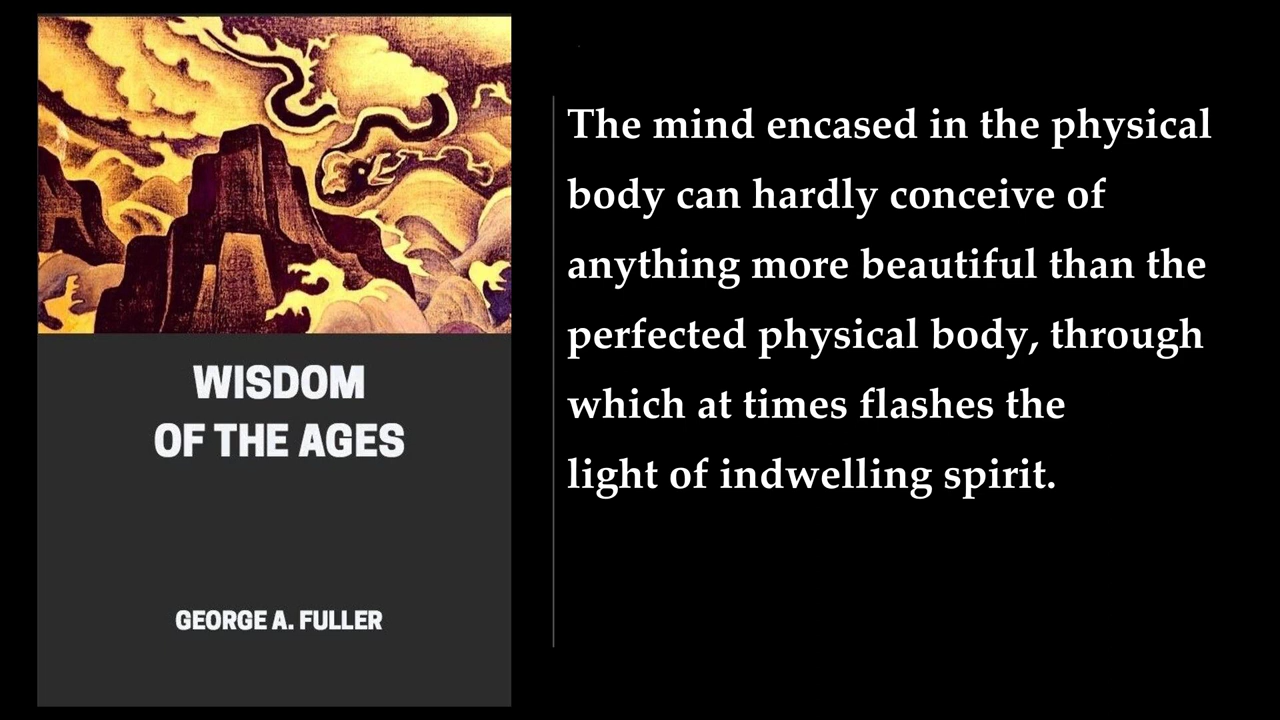 WISDOM
OF THE AGES
GEORGE A. FULLER
The mind encased in the physical
body can hardly conceive of
anything more beautiful than the
perfected physical body, through
which at times flashes the
light of indwelling spirit.